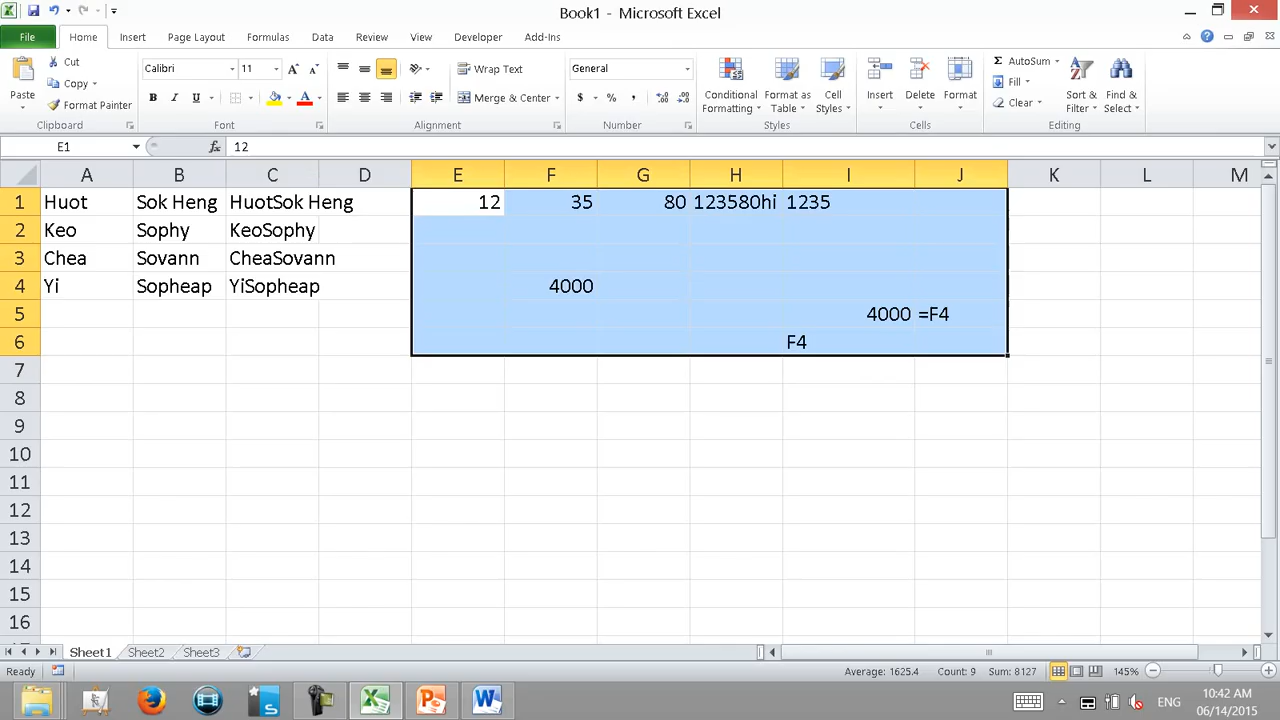 Book1 - Microsoft Excel
File Home Insert Page Layout Formulas Data Review View Developer Add-Ins
Paste
Cut
Copy
Format Painter
Clipboard
Calibri 11
B I U
Font
Wrap Text
Merge & Center
Alignment
General
$ % ,
Number
Conditional Formatting
Format as Table
Cell Styles
Styles
Insert
Delete
Format
Cells
AutoSum
Fill
Clear
Sort & Filter
Find & Select
Editing
E1 fx 12
A B C D E F G H I J K L M
1 Huot Sok Heng HuotSok Heng 12 35 80 123580hi 1235
2 Keo Sophy KeoSophy
3 Chea Sovann CheaSovann
4 Yi Sopheap YiSopheap 4000
5 4000 =F4
6 F4
7
8
9
10
11
12
13
14
15
16
Sheet1 Sheet2 Sheet3
Ready Average: 1625.4 Count: 9 Sum: 8127 145%
ENG 10:42 AM
06/14/2015